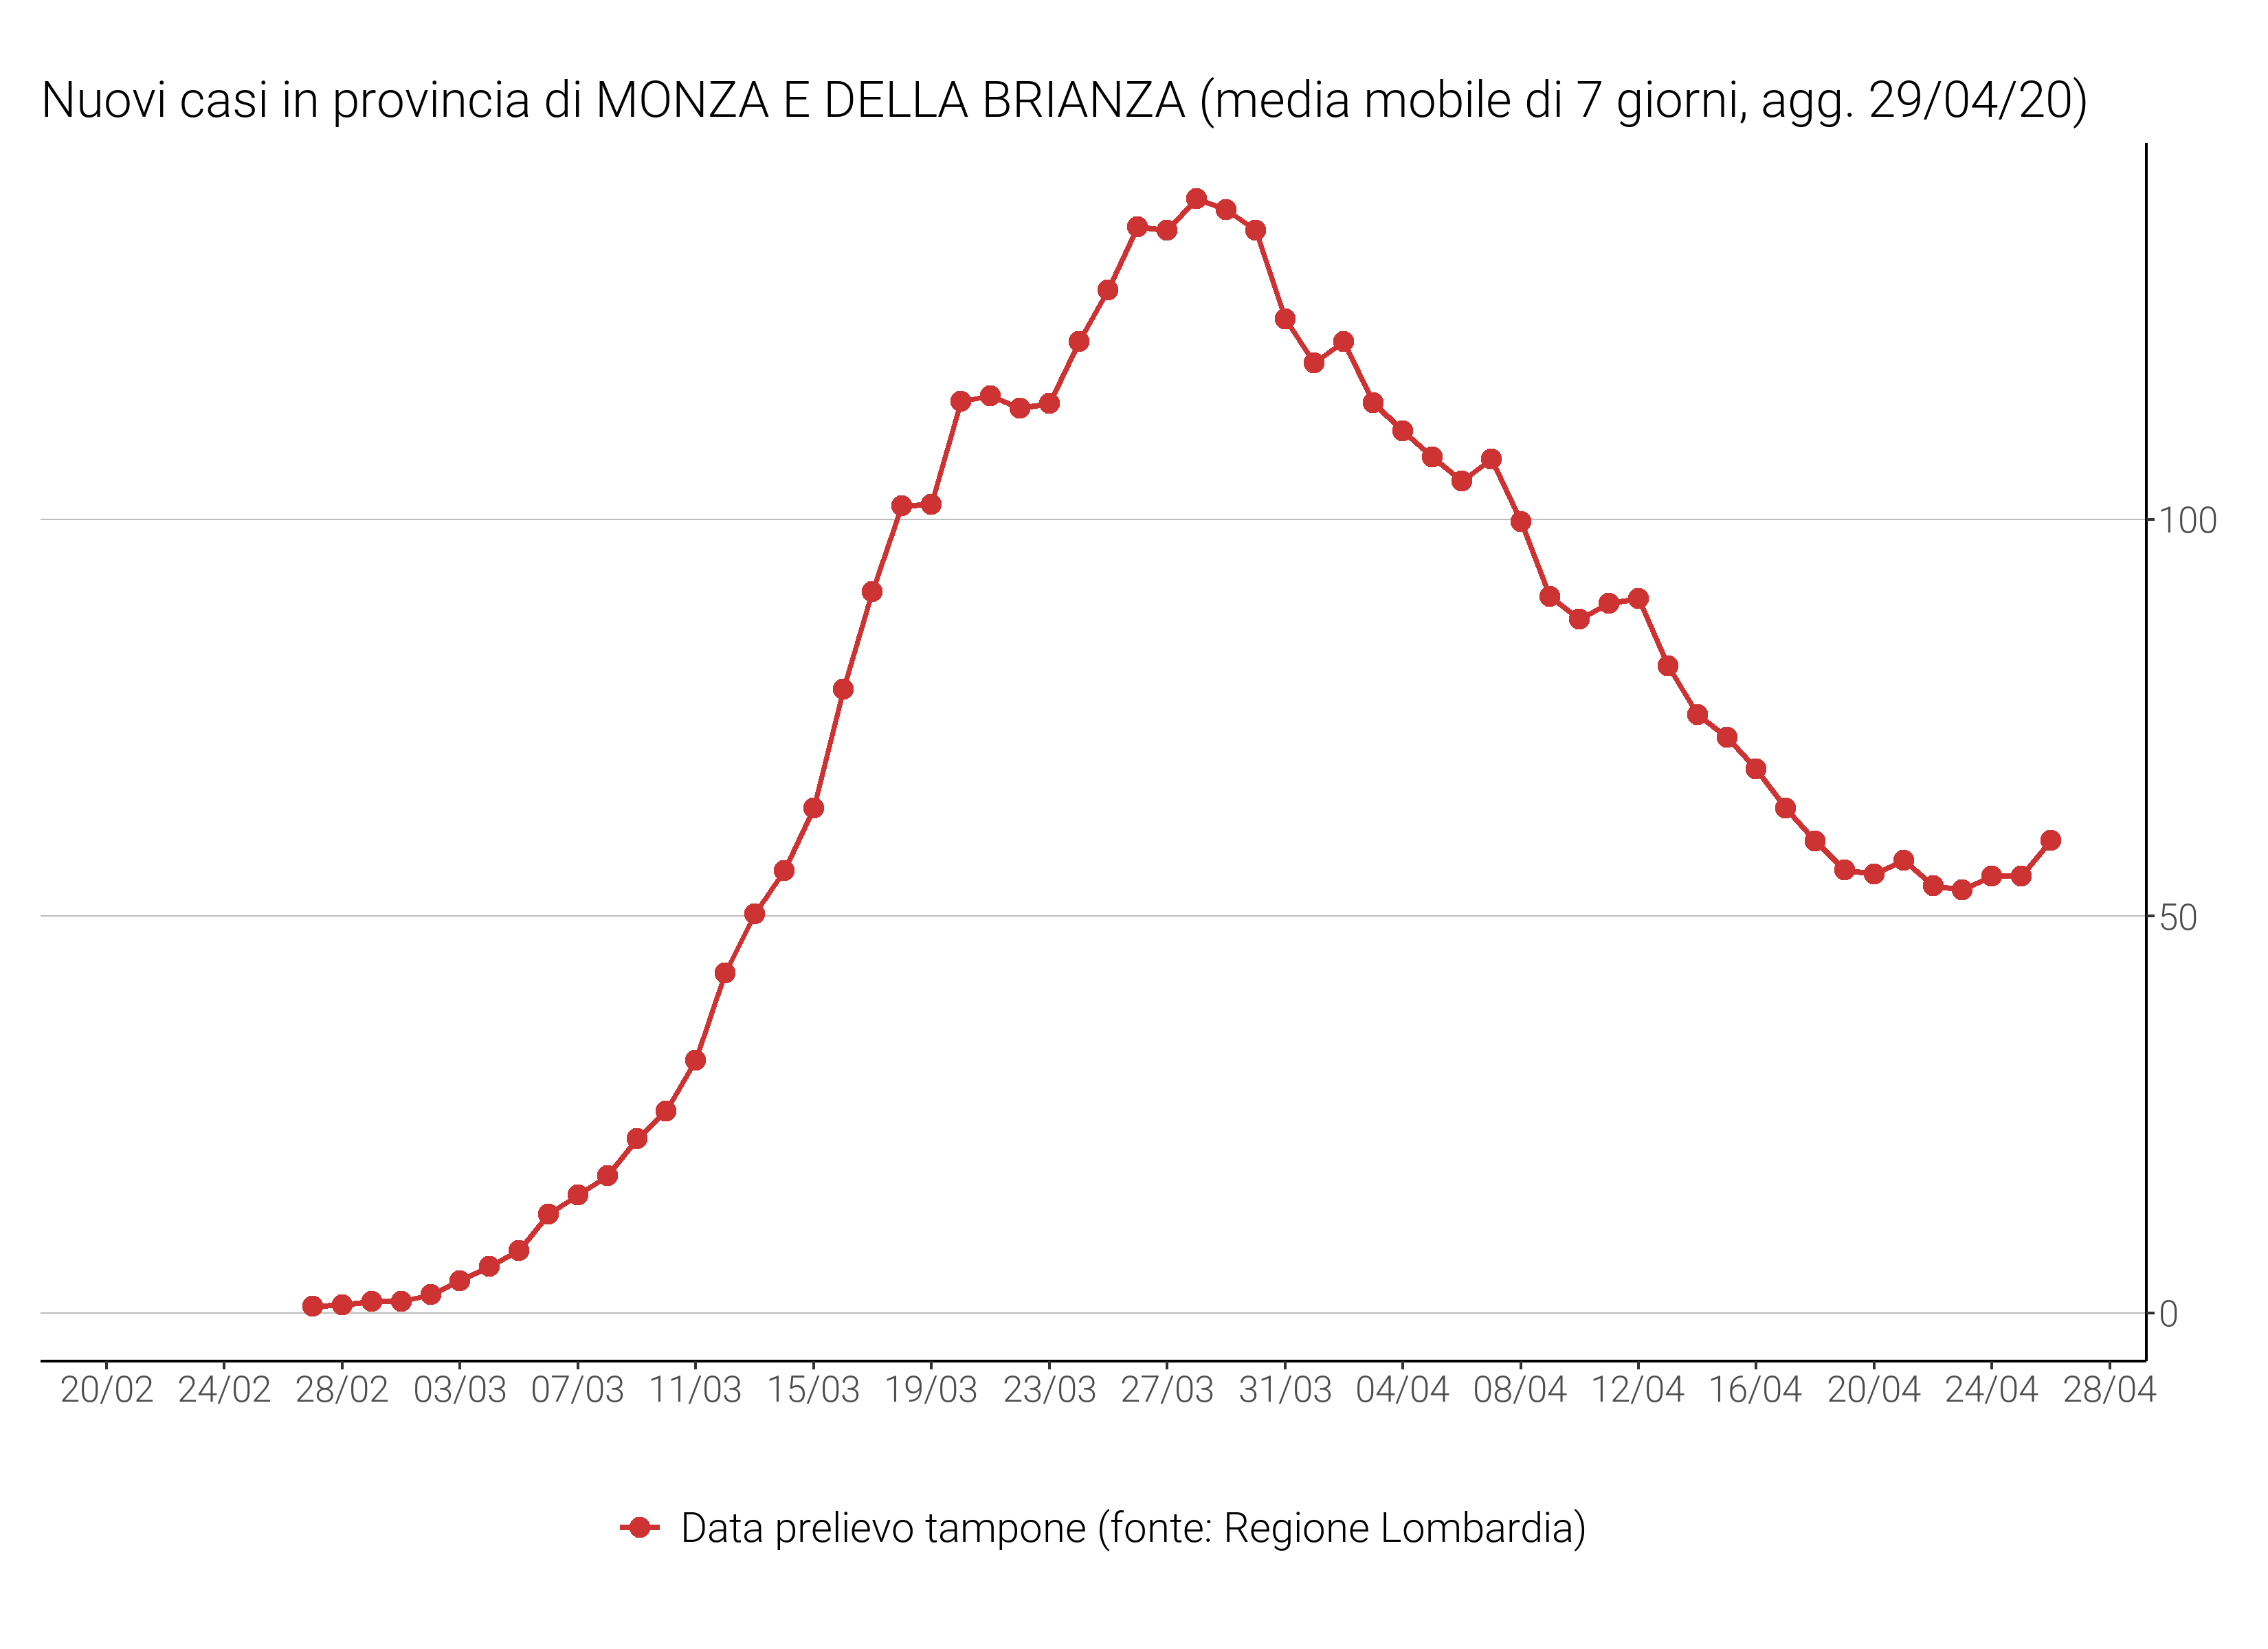 Nuovi casi in provincia di MONZA E DELLA BRIANZA (media mobile di 7 giorni, agg. 29/04/20)
100
50
0
20/02 24/02 28/02 03/03 07/03 11/03 15/03 19/03 23/03 27/03 31/03 04/04 08/04 12/04 16/04 20/04 24/04 28/04
Data prelievo tampone (fonte: Regione Lombardia)